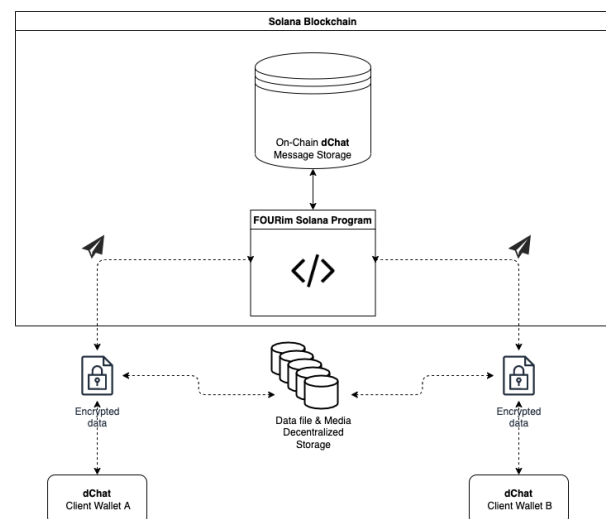 Solana Blockchain
On-Chain dChat
Message Storage
FOURim Solana Program
</>
Encrypted
data
Data file & Media
Decentralized
Storage
Encrypted
data
dChat
Client Wallet A
dChat
Client Wallet B